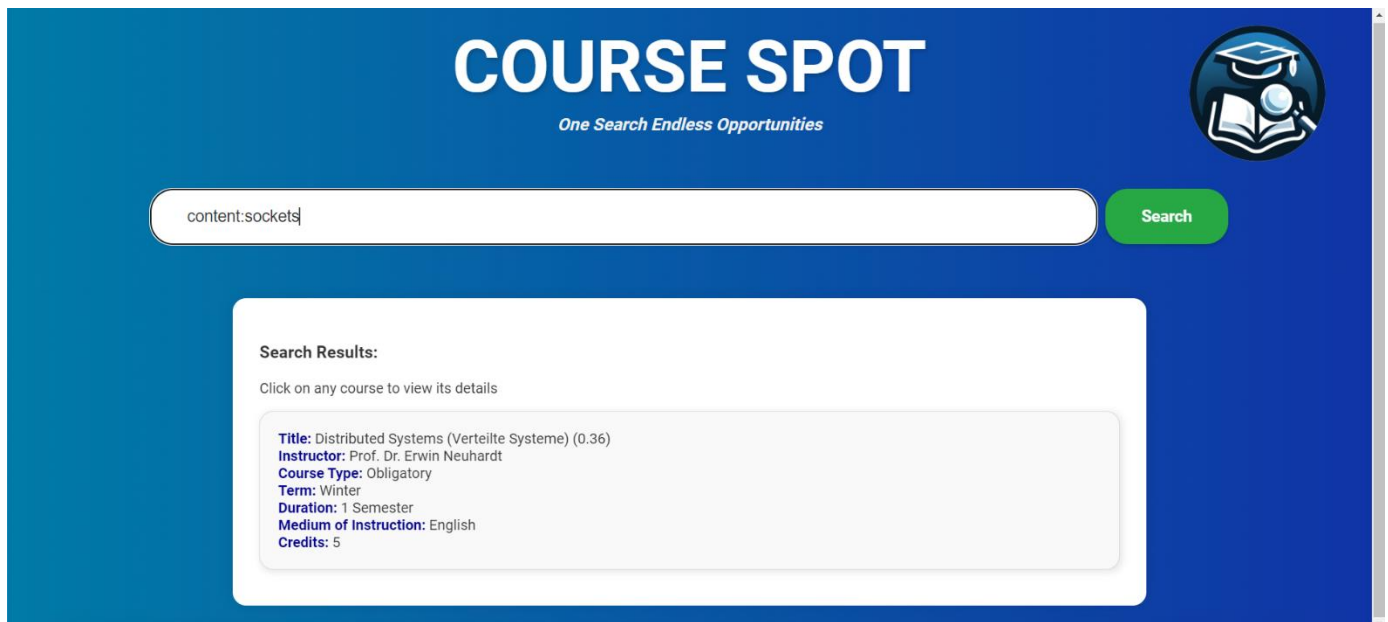 COURSE SPOT
One Search Endless Opportunities
content:sockets
Search
Search Results:
Click on any course to view its details
Title: Distributed Systems (Verteilte Systeme) (0.36)
Instructor: Prof. Dr. Erwin Neuhardt
Course Type: Obligatory
Term: Winter
Duration: 1 Semester
Medium of Instruction: English
Credits: 5